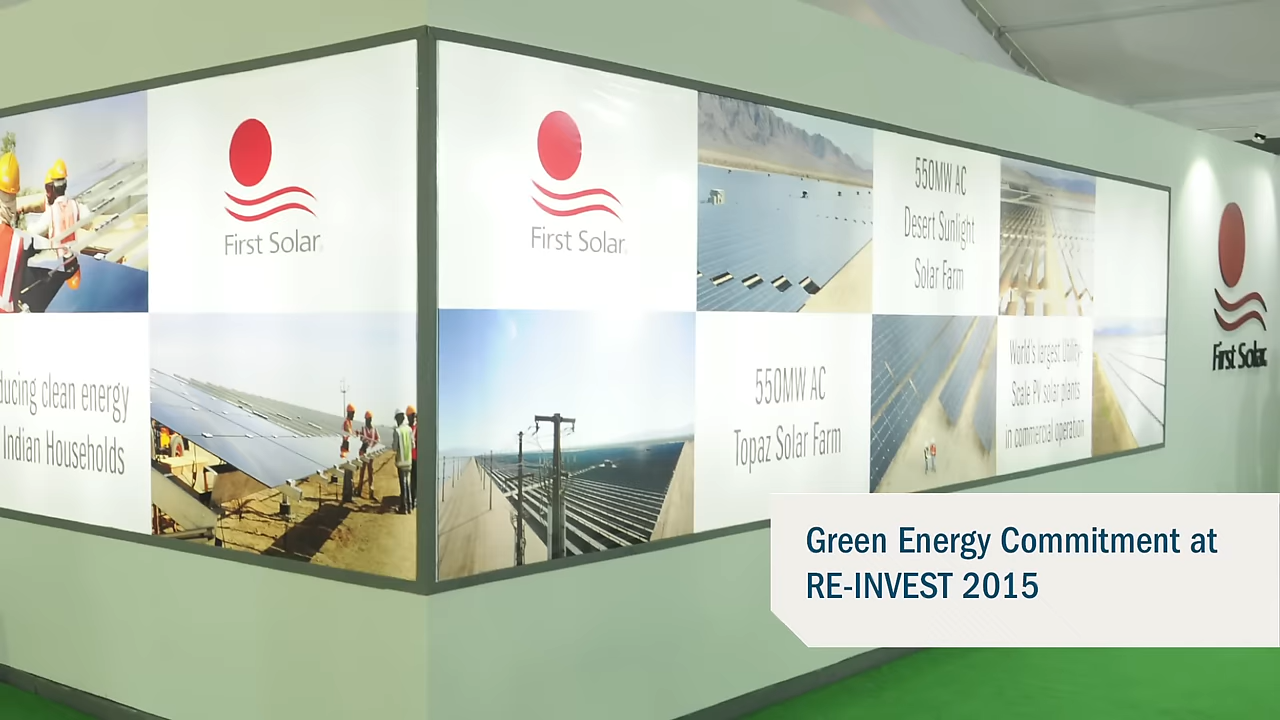 First Solar
First Solar
550MW AC
Desert Sunlight
Solar Farm
First Solar
ducing clean energy
Indian Households
550MW AC
Topaz Solar Farm
World's largest Utility-
Scale PV solar plants
in commercial operation
Green Energy Commitment at
RE-INVEST 2015